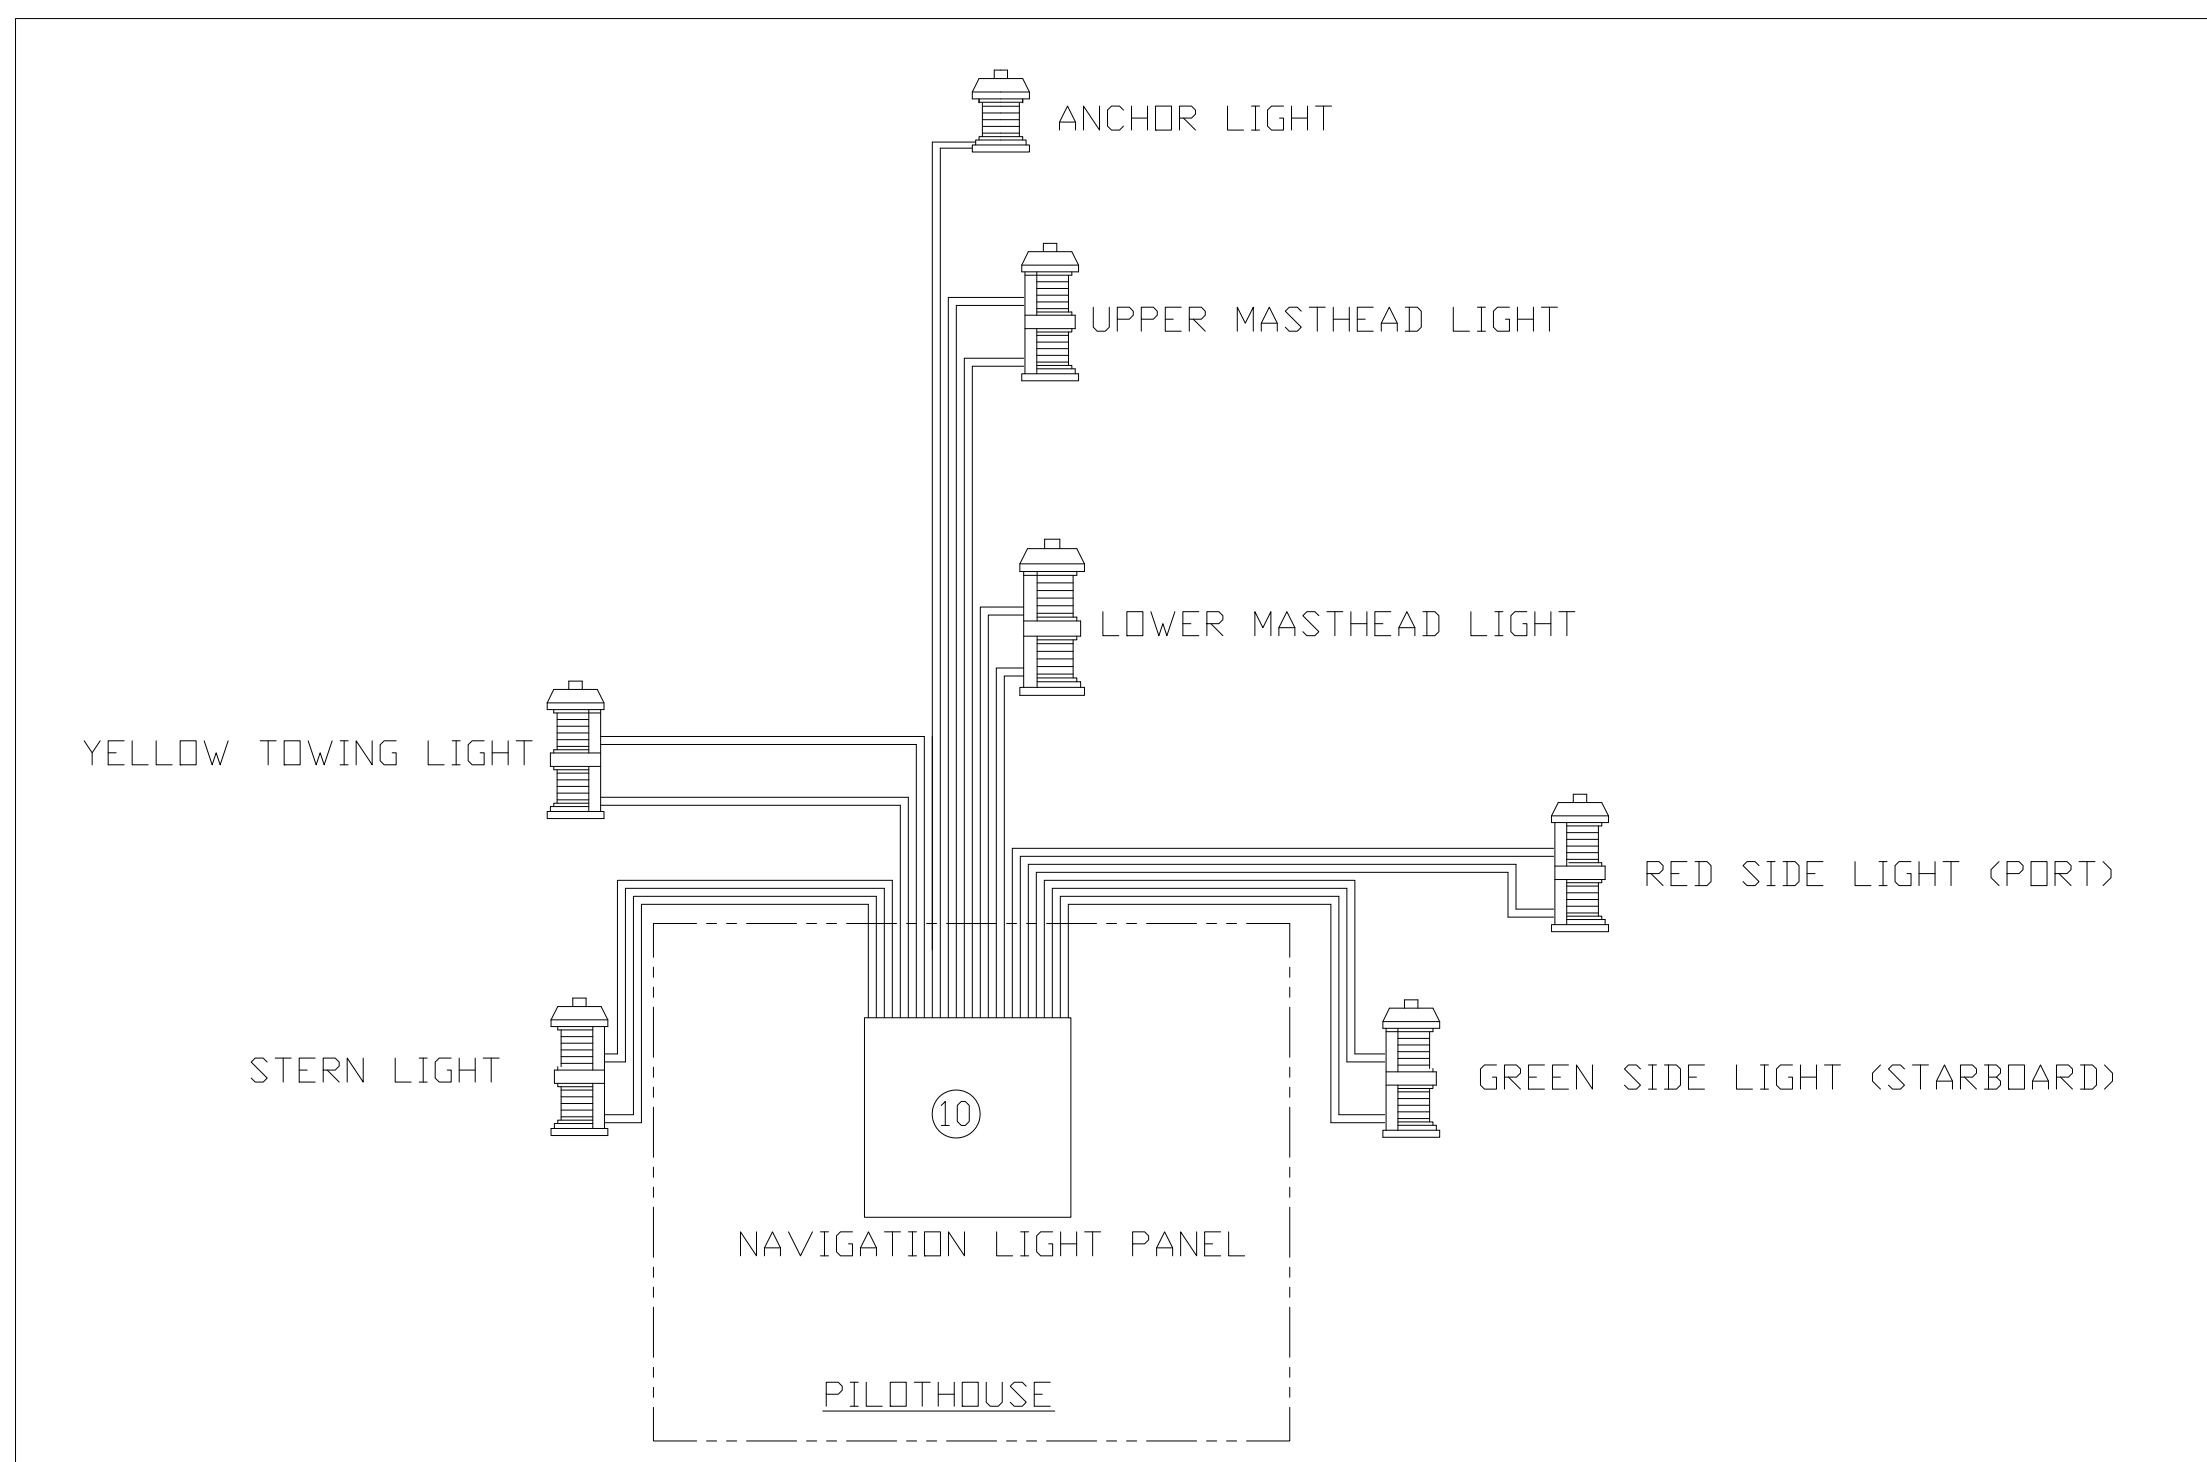 ANCHOR LIGHT
UPPER MASTHEAD LIGHT
LOWER MASTHEAD LIGHT
YELLOW TOWING LIGHT
RED SIDE LIGHT (PORT)
STERN LIGHT
GREEN SIDE LIGHT (STARBOARD)
10
NAVIGATION LIGHT PANEL
PILOTHOUSE